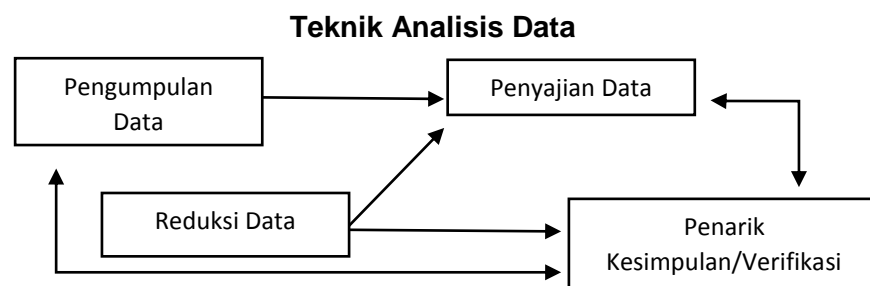 Teknik Analisis Data
Pengumpulan
Data
Penyajian Data
Reduksi Data
Penarik
Kesimpulan/Verifikasi